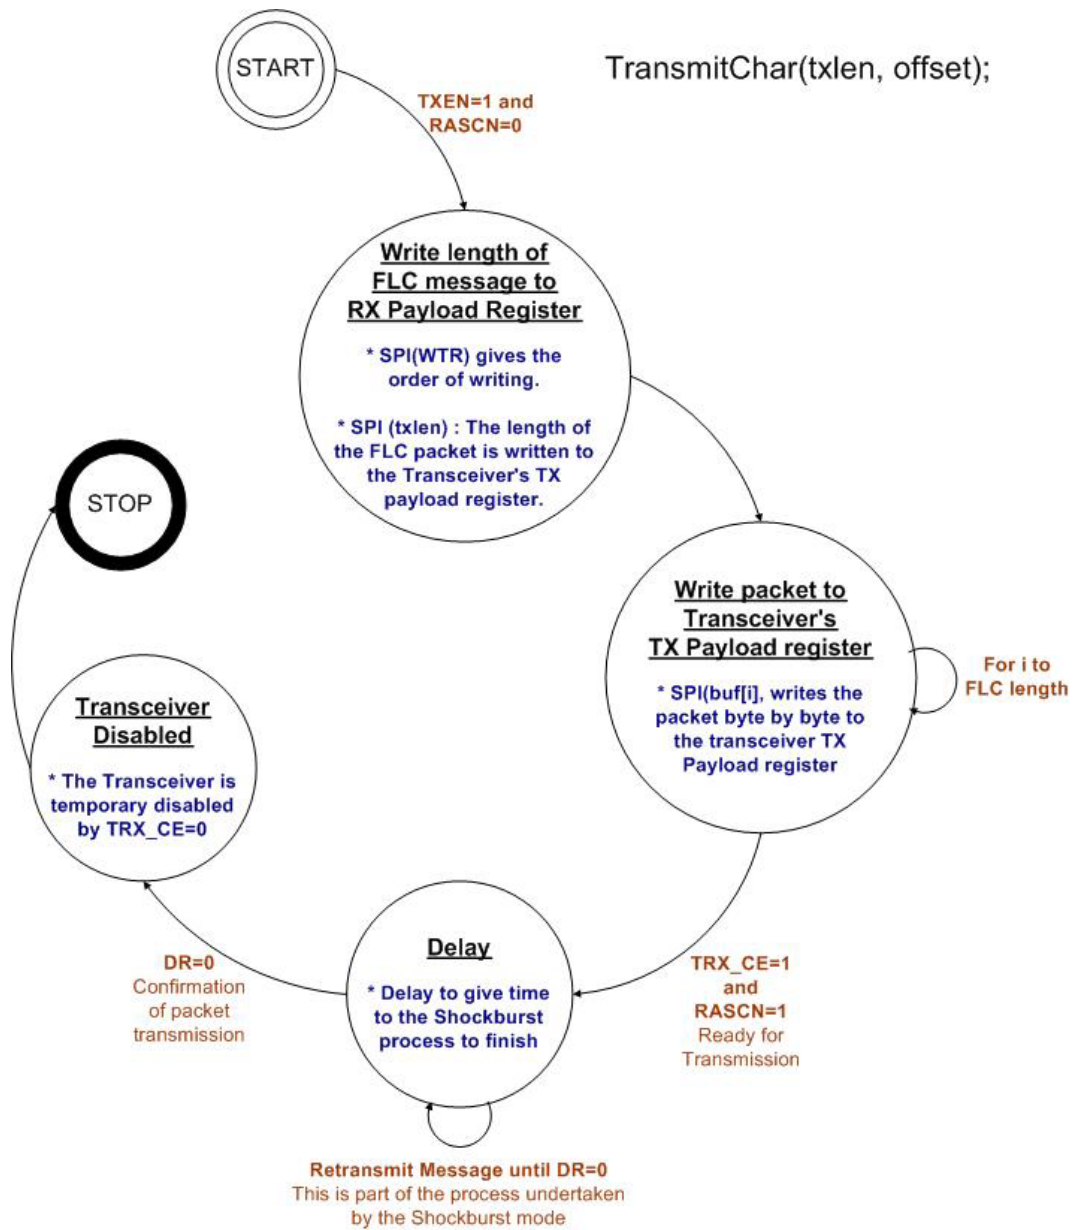 START
TransmitChar(txlen, offset);
TXEN=1 and
RASCN=0
Write length of
FLC message to
RX Payload Register
* SPI(WTR) gives the
order of writing.
* SPI (txlen) : The length of
the FLC packet is written to
the Transceiver's TX
payload register.
STOP
Write packet to
Transceiver's
TX Payload register
* SPI(buf[i], writes the
packet byte by byte to
the transceiver TX
Payload register
For i to
FLC length
Transceiver
Disabled
* The Transceiver is
temporary disabled
by TRX_CE=0
Delay
* Delay to give time
to the Shockburst
process to finish
TRX_CE=1
and
RASCN=1
Ready for
Transmission
DR=0
Confirmation
of packet
transmission
Retransmit Message until DR=0
This is part of the process undertaken
by the Shockburst mode